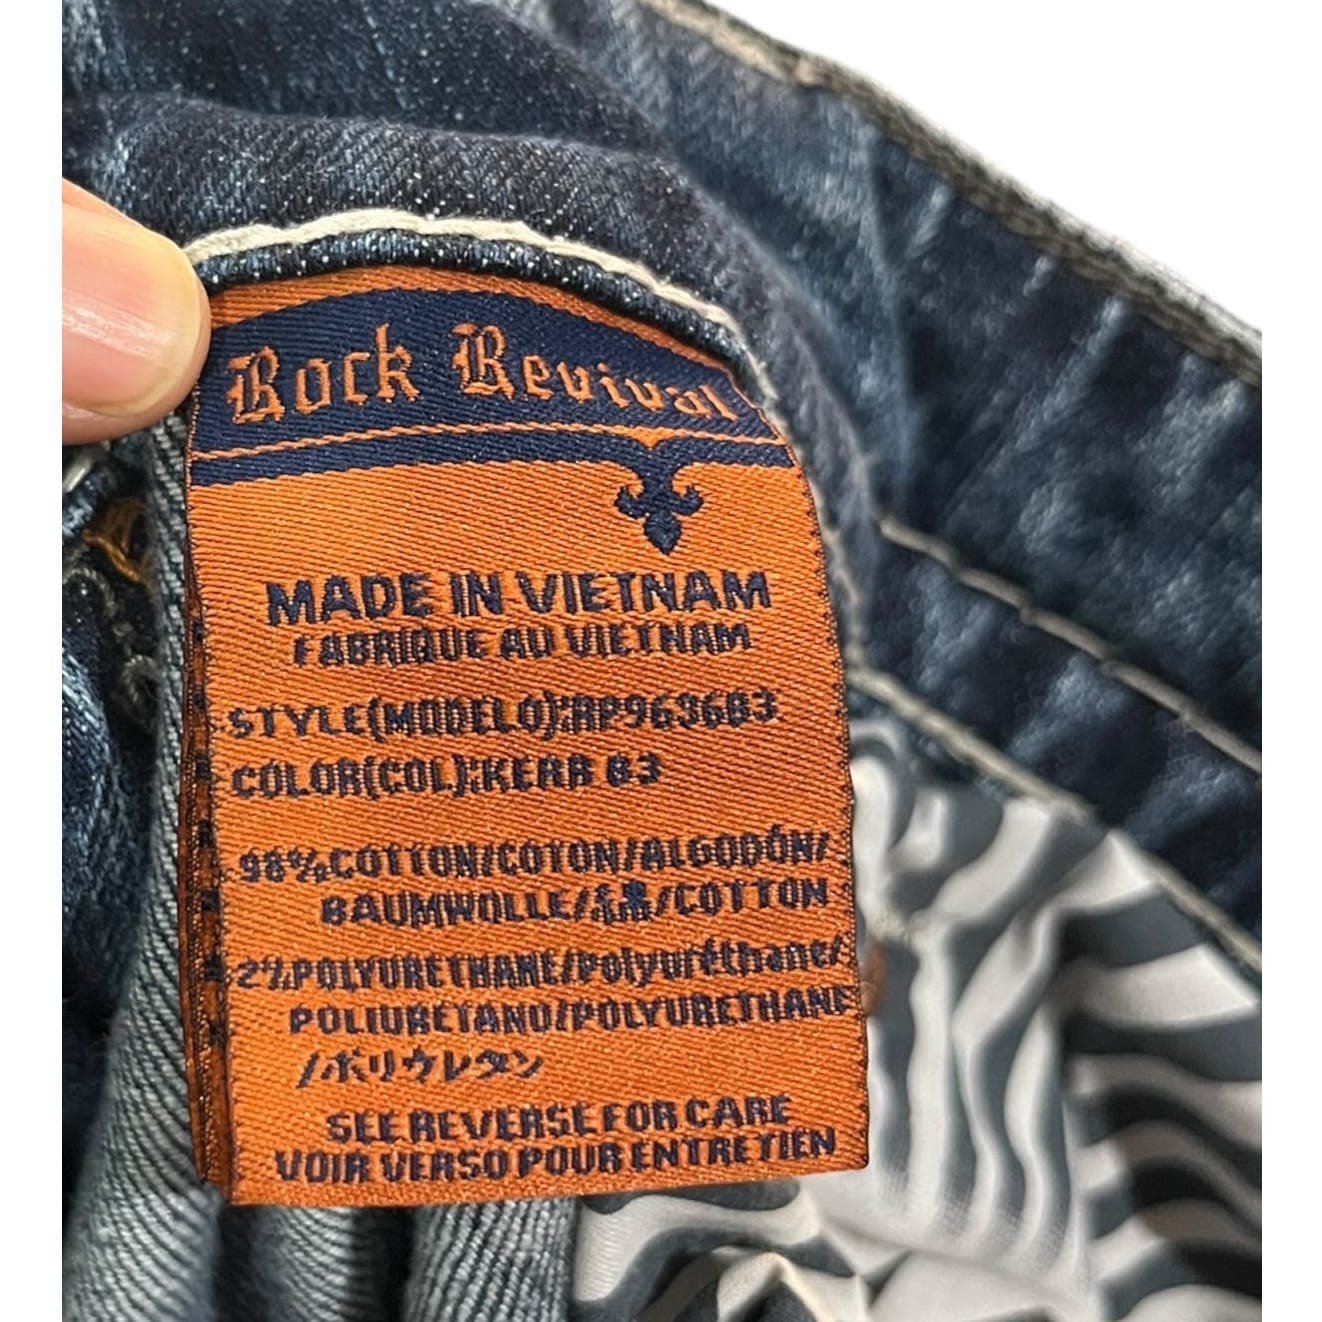 Rock Revival
MADE IN VIETNAM
FABRIQUE AU VIETNAM
STYLE(MODELO):RP9636B3
COLOR(COL):KERR B3
98%COTTON/COTON/ALGODÓN/
BAUMWOLLE/綿/COTTON
2%POLYURETHANE/Polyuréthane/
POLIURETANO/POLYURETHANE
/ポリウレタン
SEE REVERSE FOR CARE
VOIR VERSO POUR ENTRETIEN